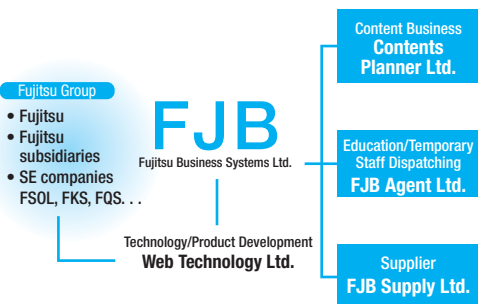 Fujitsu Group
• Fujitsu
• Fujitsu
subsidiaries
• SE companies
FSOL, FKS, FQS. . .
FJB
Fujitsu Business Systems Ltd.
Technology/Product Development
Web Technology Ltd.
Content Business
Contents
Planner Ltd.
Education/Temporary
Staff Dispatching
FJB Agent Ltd.
Supplier
FJB Supply Ltd.